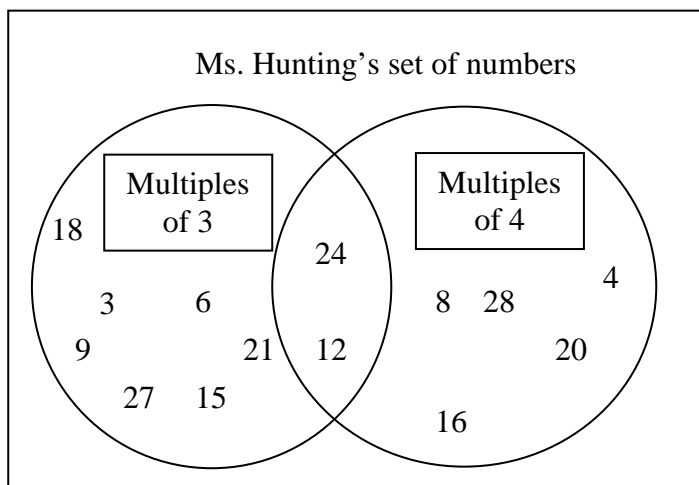 Ms. Hunting's set of numbers
Multiples
of 3
Multiples
of 4
18
24
4
3
6
8
28
9
21
12
20
27
15
16